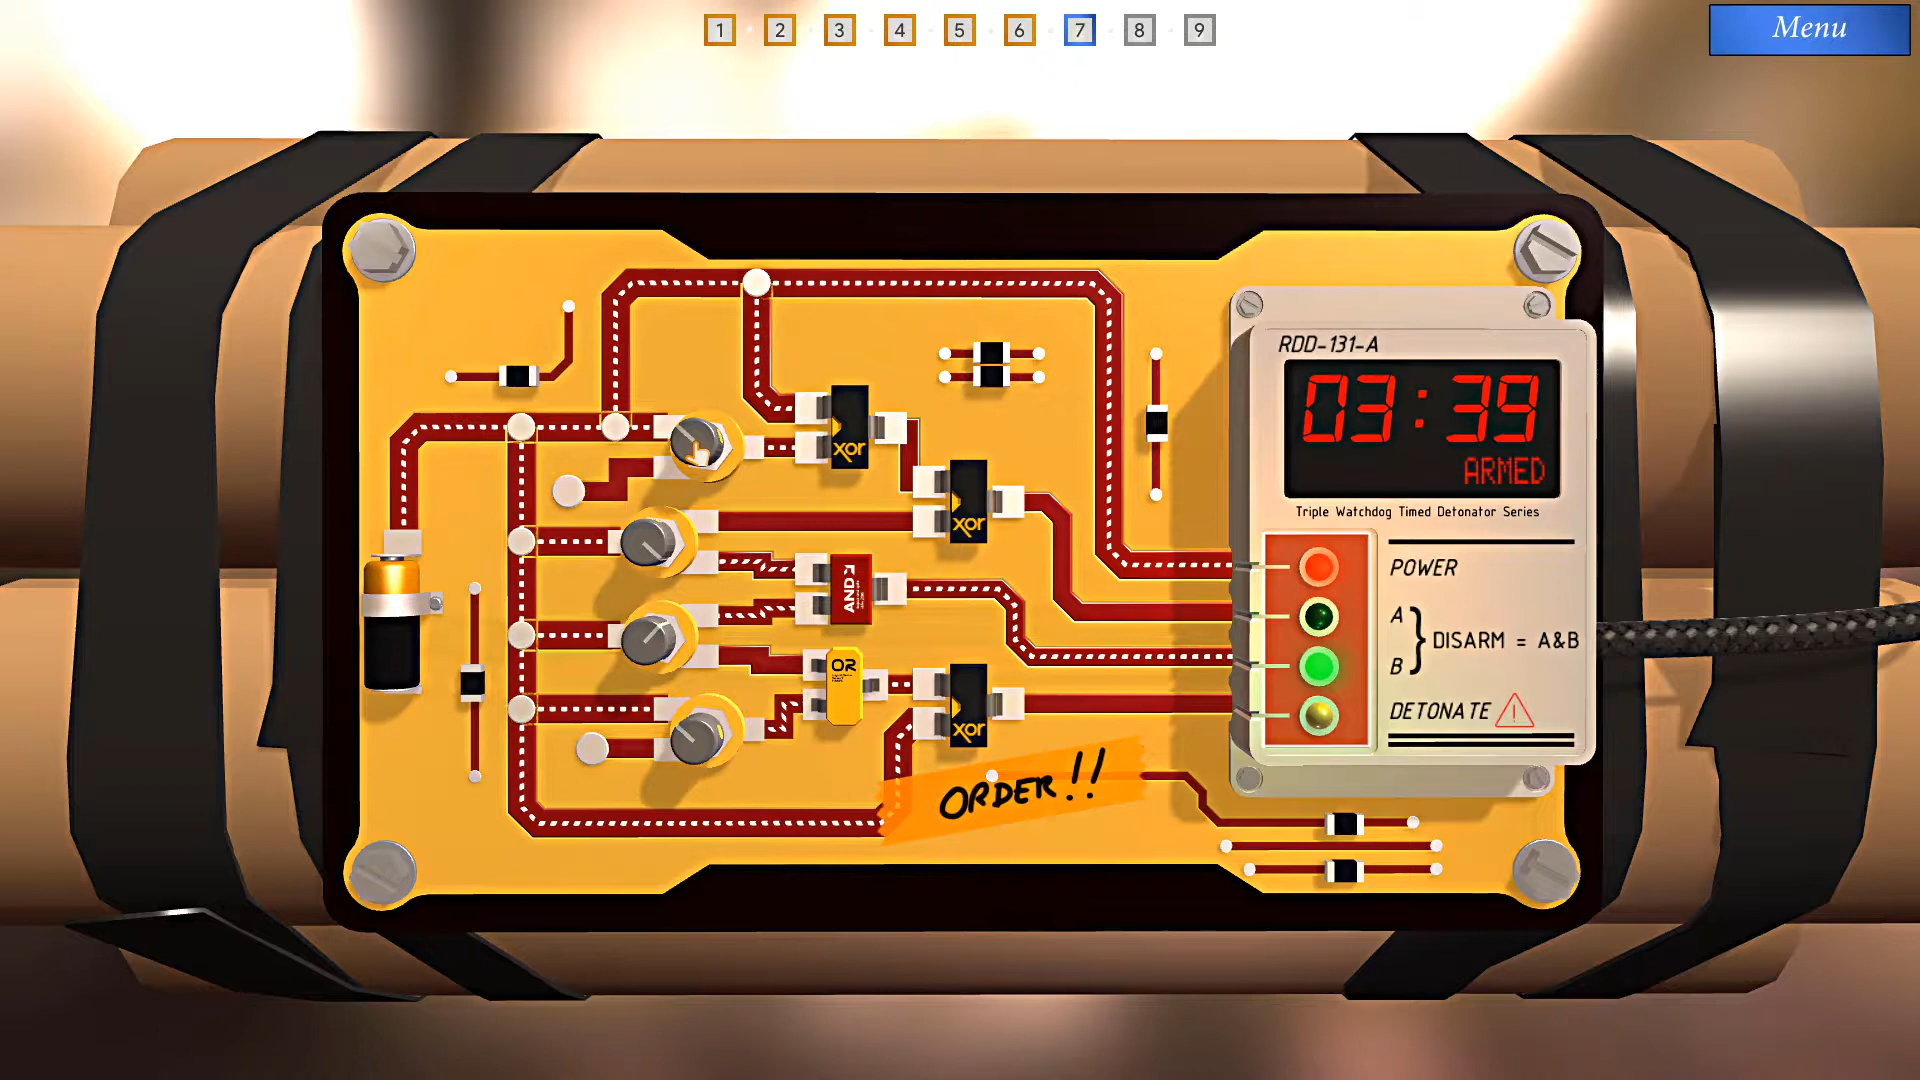 1 2 3 4 5 6 7 8 9
Menu
RDD-131-A
03:39
ARMED
Triple Watchdog Timed Detonator Series
POWER
A
B
DISARM = A&B
DETONATE
xor
xor
AND
OR
xor
ORDER!!